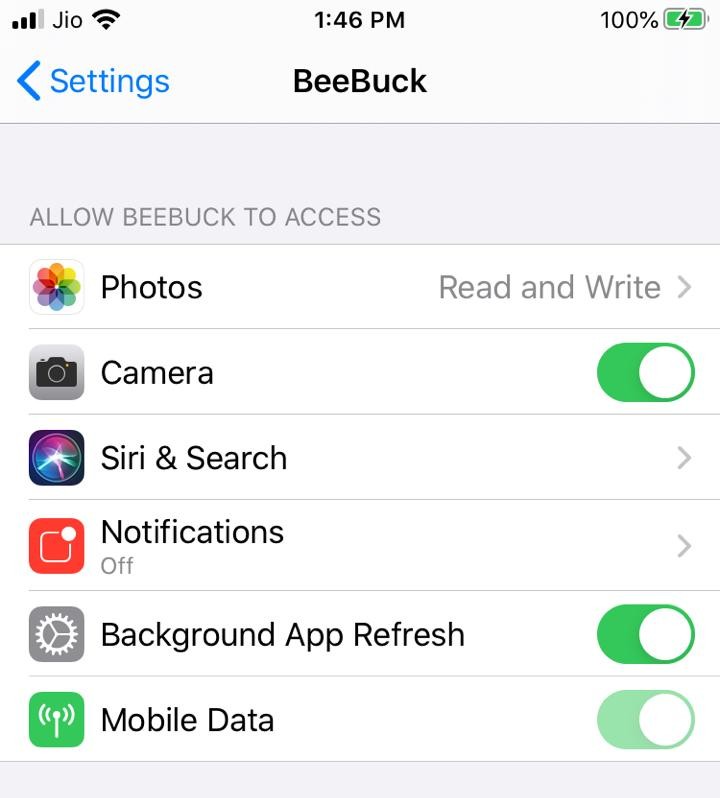 Jio 1:46 PM 100%
Settings BeeBuck
ALLOW BEEBUCK TO ACCESS
Photos Read and Write
Camera
Siri & Search
Notifications
Off
Background App Refresh
Mobile Data